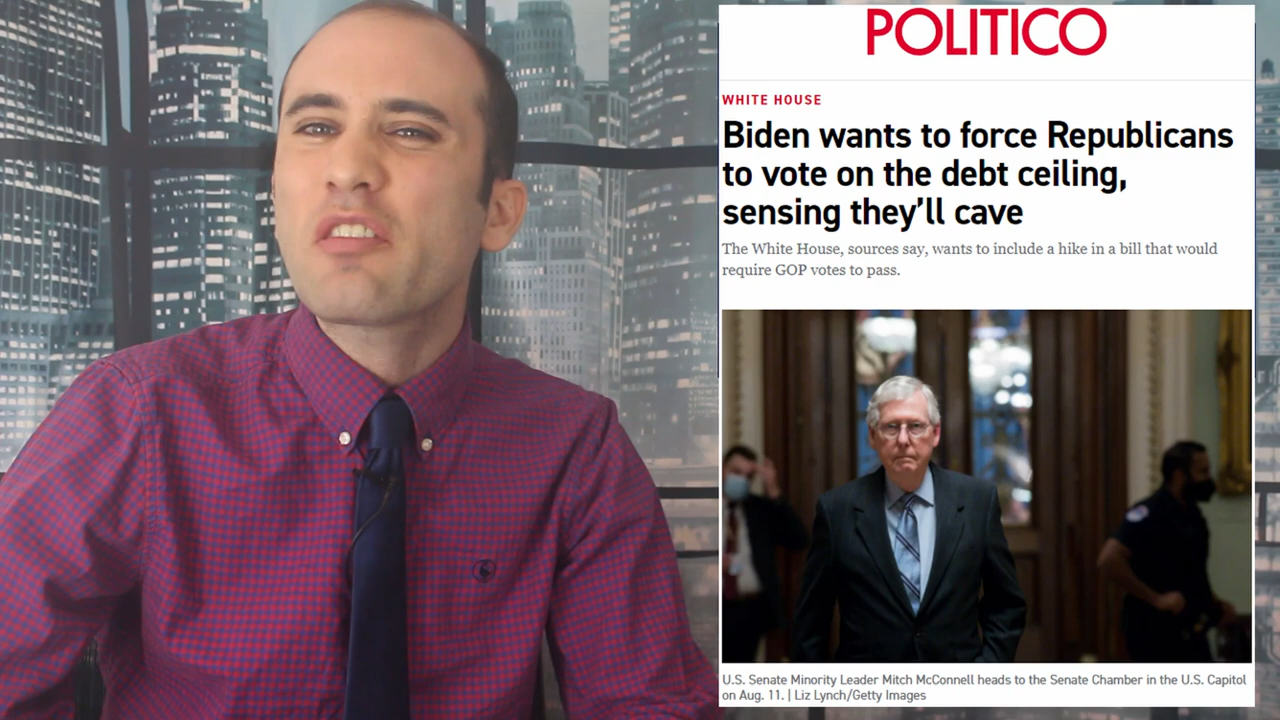 POLITICO
WHITE HOUSE
Biden wants to force Republicans
to vote on the debt ceiling,
sensing they’ll cave
The White House, sources say, wants to include a hike in a bill that would
require GOP votes to pass.
U.S. Senate Minority Leader Mitch McConnell heads to the Senate Chamber in the U.S. Capitol
on Aug. 11. | Liz Lynch/Getty Images